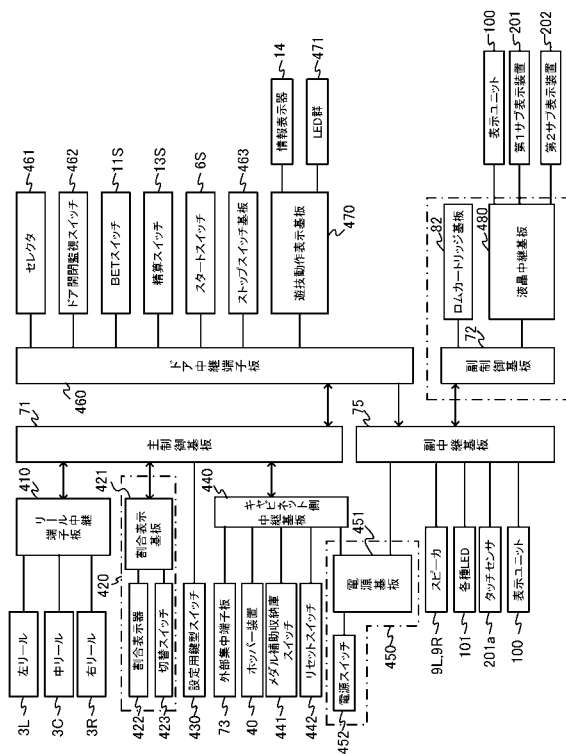 461
セレクタ
462
ドア開閉監視スイッチ
11S
BETスイッチ
13S
精算スイッチ
6S
スタートスイッチ
463
ストップスイッチ基板
470
遊技動作表示基板
14
情報表示器
471
LED群
460
ドア中継端子板
71
主制御基板
75
副中継基板
72
副制御基板
82
ロムカートリッジ基板
480
液晶中継基板
100
表示ユニット
201
第1サブ表示装置
202
第2サブ表示装置
410
リール中継
端子板
3L
左リール
3C
中リール
3R
右リール
420
421
割合表示
基板
422
割合表示器
423
切替スイッチ
430
設定用鍵型スイッチ
440
キャビネット側
中継基板
73
外部集中端子板
40
ホッパー装置
441
メダル補助収納庫
スイッチ
442
リセットスイッチ
450
451
電源基板
452
電源スイッチ
9L,9R
スピーカ
101
各種LED
201a
タッチセンサ
100
表示ユニット